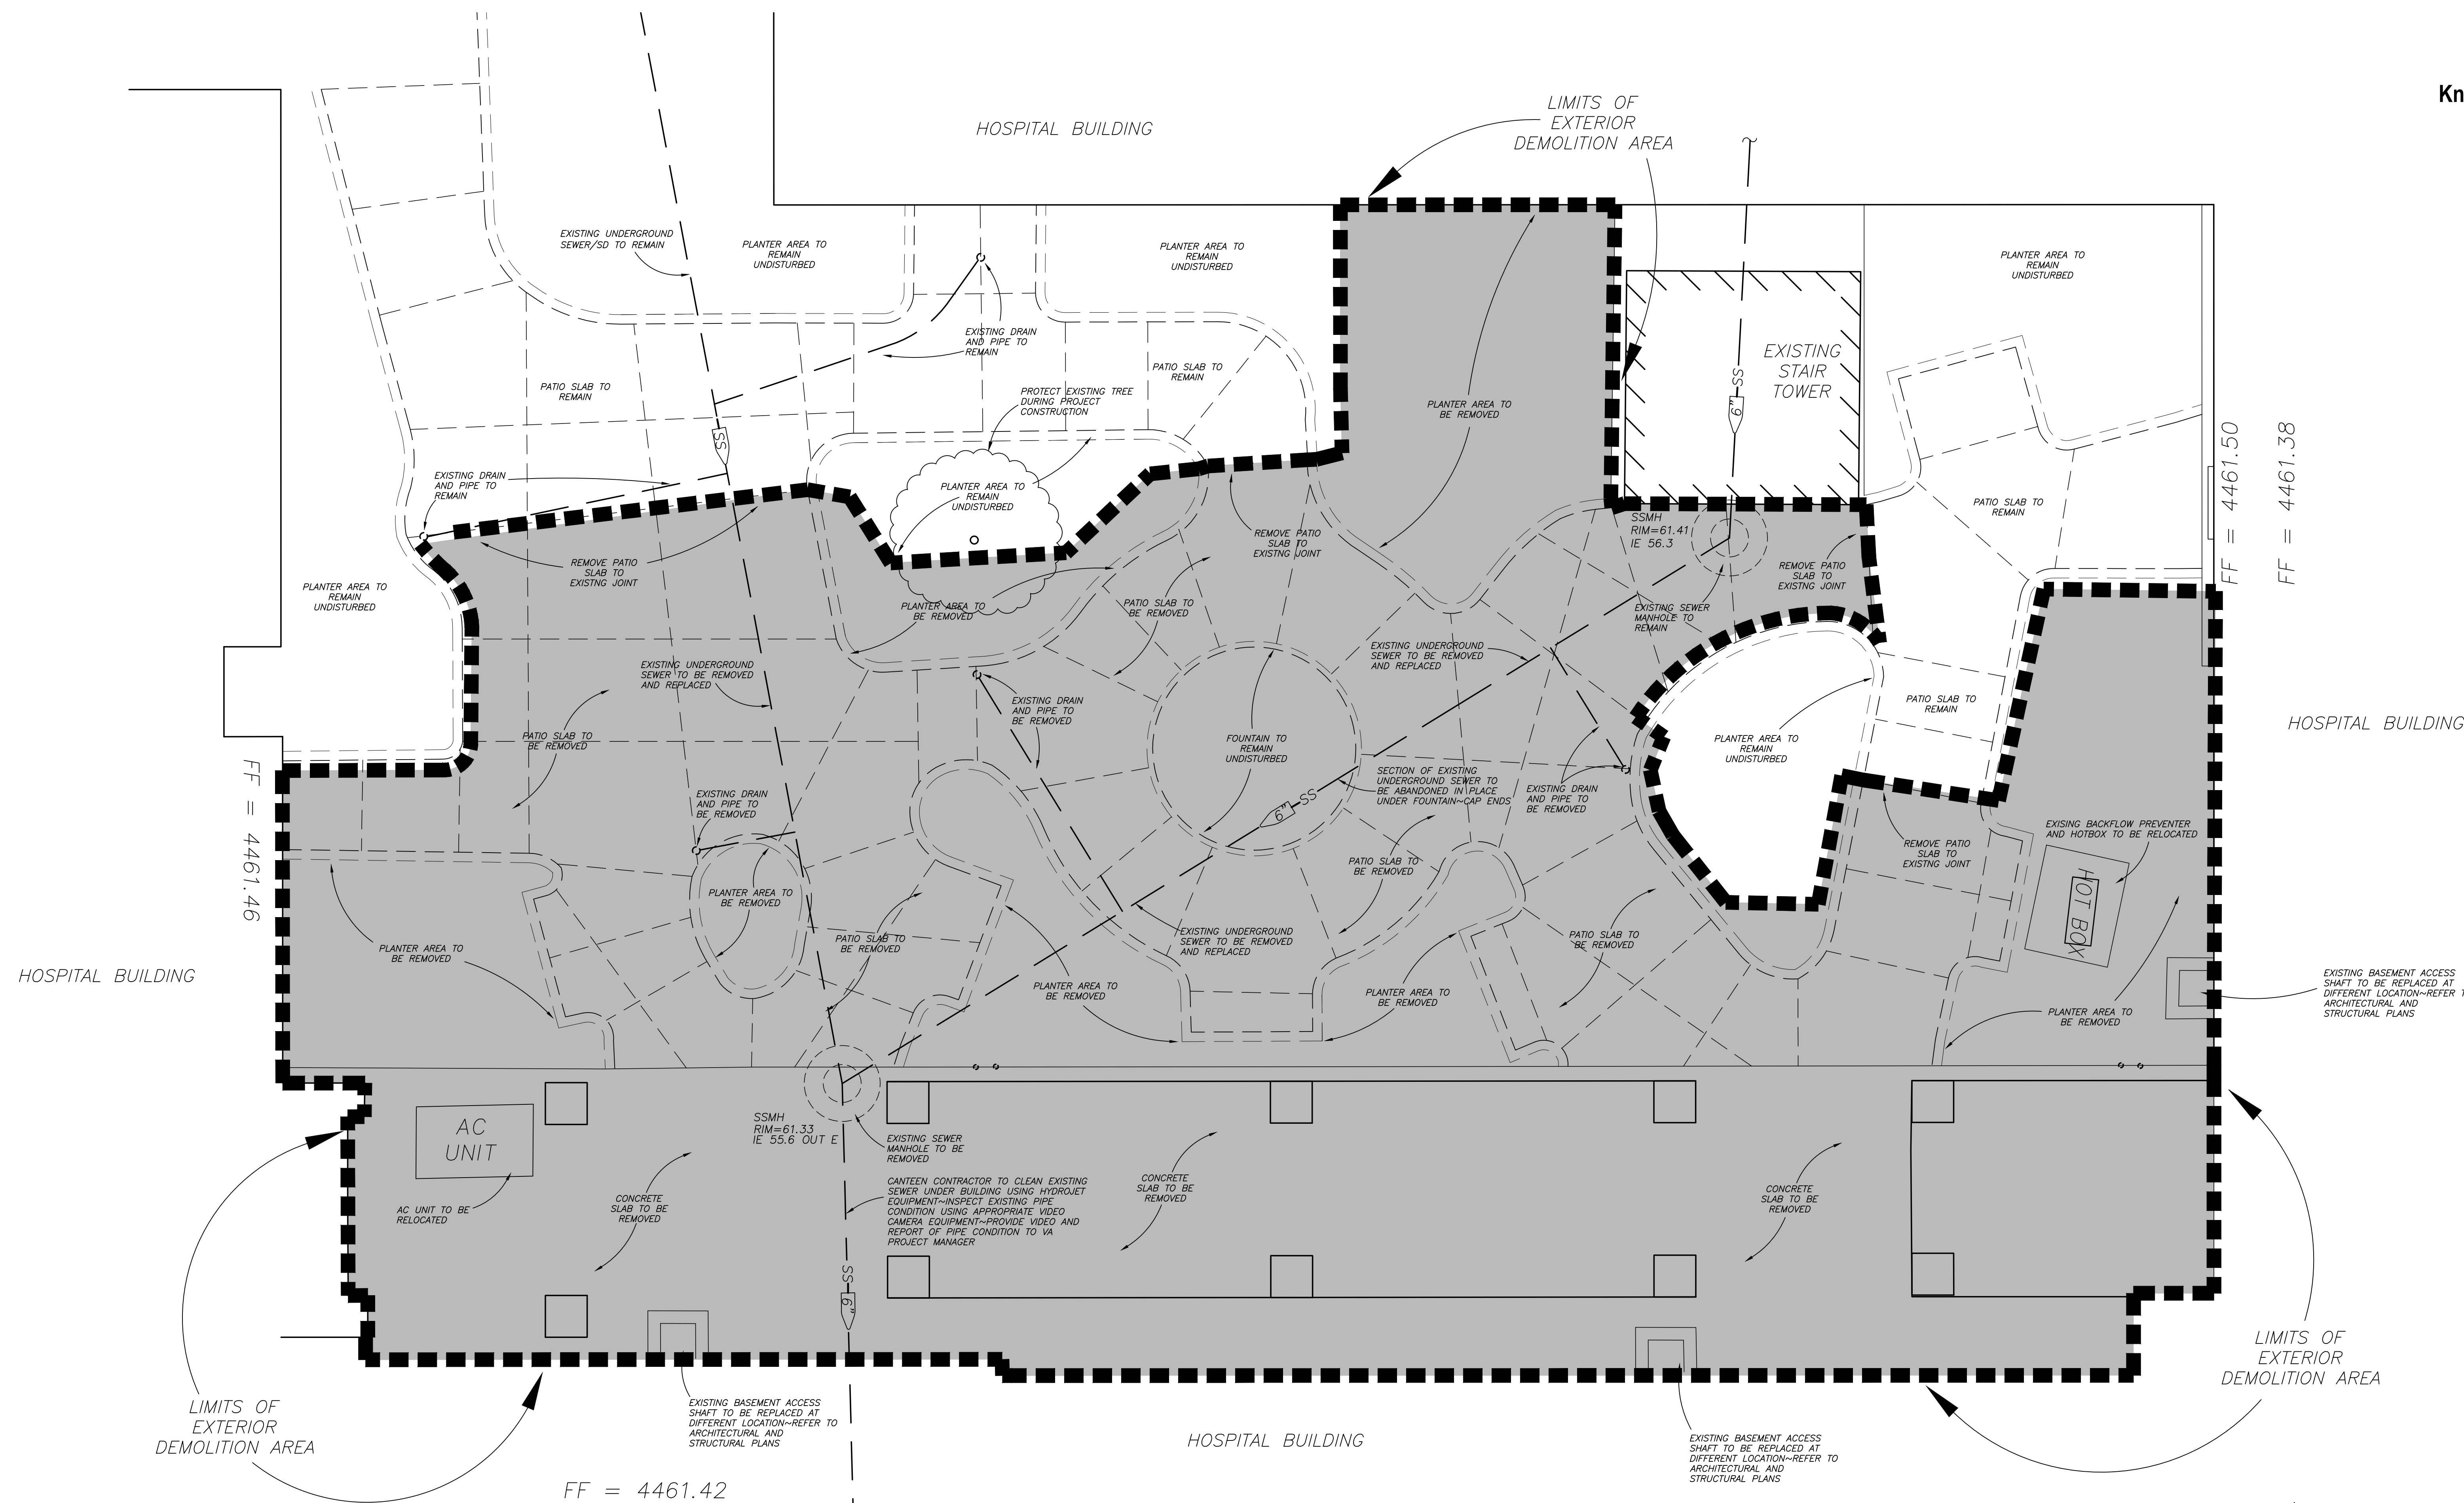 Kn
LIMITS OF
EXTERIOR
DEMOLITION AREA
HOSPITAL BUILDING
EXISTING UNDERGROUND
SEWER/SD TO REMAIN
PLANTER AREA TO
REMAIN
UNDISTURBED
PLANTER AREA TO
REMAIN
UNDISTURBED
PLANTER AREA TO
REMAIN
UNDISTURBED
EXISTING DRAIN
AND PIPE TO
REMAIN
EXISTING
STAIR
TOWER
6" SS
PATIO SLAB TO
REMAIN
PATIO SLAB TO
REMAIN
PROTECT EXISTING TREE
DURING PROJECT
CONSTRUCTION
PLANTER AREA TO
BE REMOVED
SS
FF = 4461.50
FF = 4461.38
EXISTING DRAIN
AND PIPE TO
REMAIN
PLANTER AREA TO
REMAIN
UNDISTURBED
PATIO SLAB TO
REMAIN
SSMH
RIM=61.41
IE 56.3
REMOVE PATIO
SLAB TO
EXISTNG JOINT
REMOVE PATIO
SLAB TO
EXISTNG JOINT
REMOVE PATIO
SLAB TO
EXISTNG JOINT
PLANTER AREA TO
REMAIN
UNDISTURBED
PLANTER AREA TO
BE REMOVED
PATIO SLAB TO
BE REMOVED
EXISTING SEWER
MANHOLE TO
REMAIN
EXISTING UNDERGROUND
SEWER TO BE REMOVED
AND REPLACED
EXISTING UNDERGROUND
SEWER TO BE REMOVED
AND REPLACED
EXISTING DRAIN
AND PIPE TO
BE REMOVED
PATIO SLAB TO
REMAIN
HOSPITAL BUILDING
PATIO SLAB TO
BE REMOVED
FOUNTAIN TO
REMAIN
UNDISTURBED
PLANTER AREA TO
REMAIN
UNDISTURBED
FF = 4461.46
EXISTING DRAIN
AND PIPE TO
BE REMOVED
6" SS
SECTION OF EXISTING
UNDERGROUND SEWER TO
BE ABANDONED IN PLACE
UNDER FOUNTAIN~CAP ENDS
EXISTING DRAIN
AND PIPE TO
BE REMOVED
EXISING BACKFLOW PREVENTER
AND HOTBOX TO BE RELOCATED
REMOVE PATIO
SLAB TO
EXISTNG JOINT
HOT BOX
PATIO SLAB TO
BE REMOVED
PLANTER AREA TO
BE REMOVED
PLANTER AREA TO
BE REMOVED
PATIO SLAB TO
BE REMOVED
EXISTING UNDERGROUND
SEWER TO BE REMOVED
AND REPLACED
PATIO SLAB TO
BE REMOVED
HOSPITAL BUILDING
PLANTER AREA TO
BE REMOVED
PLANTER AREA TO
BE REMOVED
PLANTER AREA TO
BE REMOVED
EXISTING BASEMENT ACCESS
SHAFT TO BE REPLACED AT
DIFFERENT LOCATION~REFER T
ARCHITECTURAL AND
STRUCTURAL PLANS
AC
UNIT
SSMH
RIM=61.33
IE 55.6 OUT E
EXISTING SEWER
MANHOLE TO BE
REMOVED
AC UNIT TO BE
RELOCATED
CONCRETE
SLAB TO BE
REMOVED
CANTEEN CONTRACTOR TO CLEAN EXISTING
SEWER UNDER BUILDING USING HYDROJET
EQUIPMENT~INSPECT EXISTING PIPE
CONDITION USING APPROPRIATE VIDEO
CAMERA EQUIPMENT~PROVIDE VIDEO AND
REPORT OF PIPE CONDITION TO VA
PROJECT MANAGER
CONCRETE
SLAB TO BE
REMOVED
CONCRETE
SLAB TO BE
REMOVED
6" SS
LIMITS OF
EXTERIOR
DEMOLITION AREA
LIMITS OF
EXTERIOR
DEMOLITION AREA
EXISTING BASEMENT ACCESS
SHAFT TO BE REPLACED AT
DIFFERENT LOCATION~REFER TO
ARCHITECTURAL AND
STRUCTURAL PLANS
HOSPITAL BUILDING
EXISTING BASEMENT ACCESS
SHAFT TO BE REPLACED AT
DIFFERENT LOCATION~REFER TO
ARCHITECTURAL AND
STRUCTURAL PLANS
FF = 4461.42